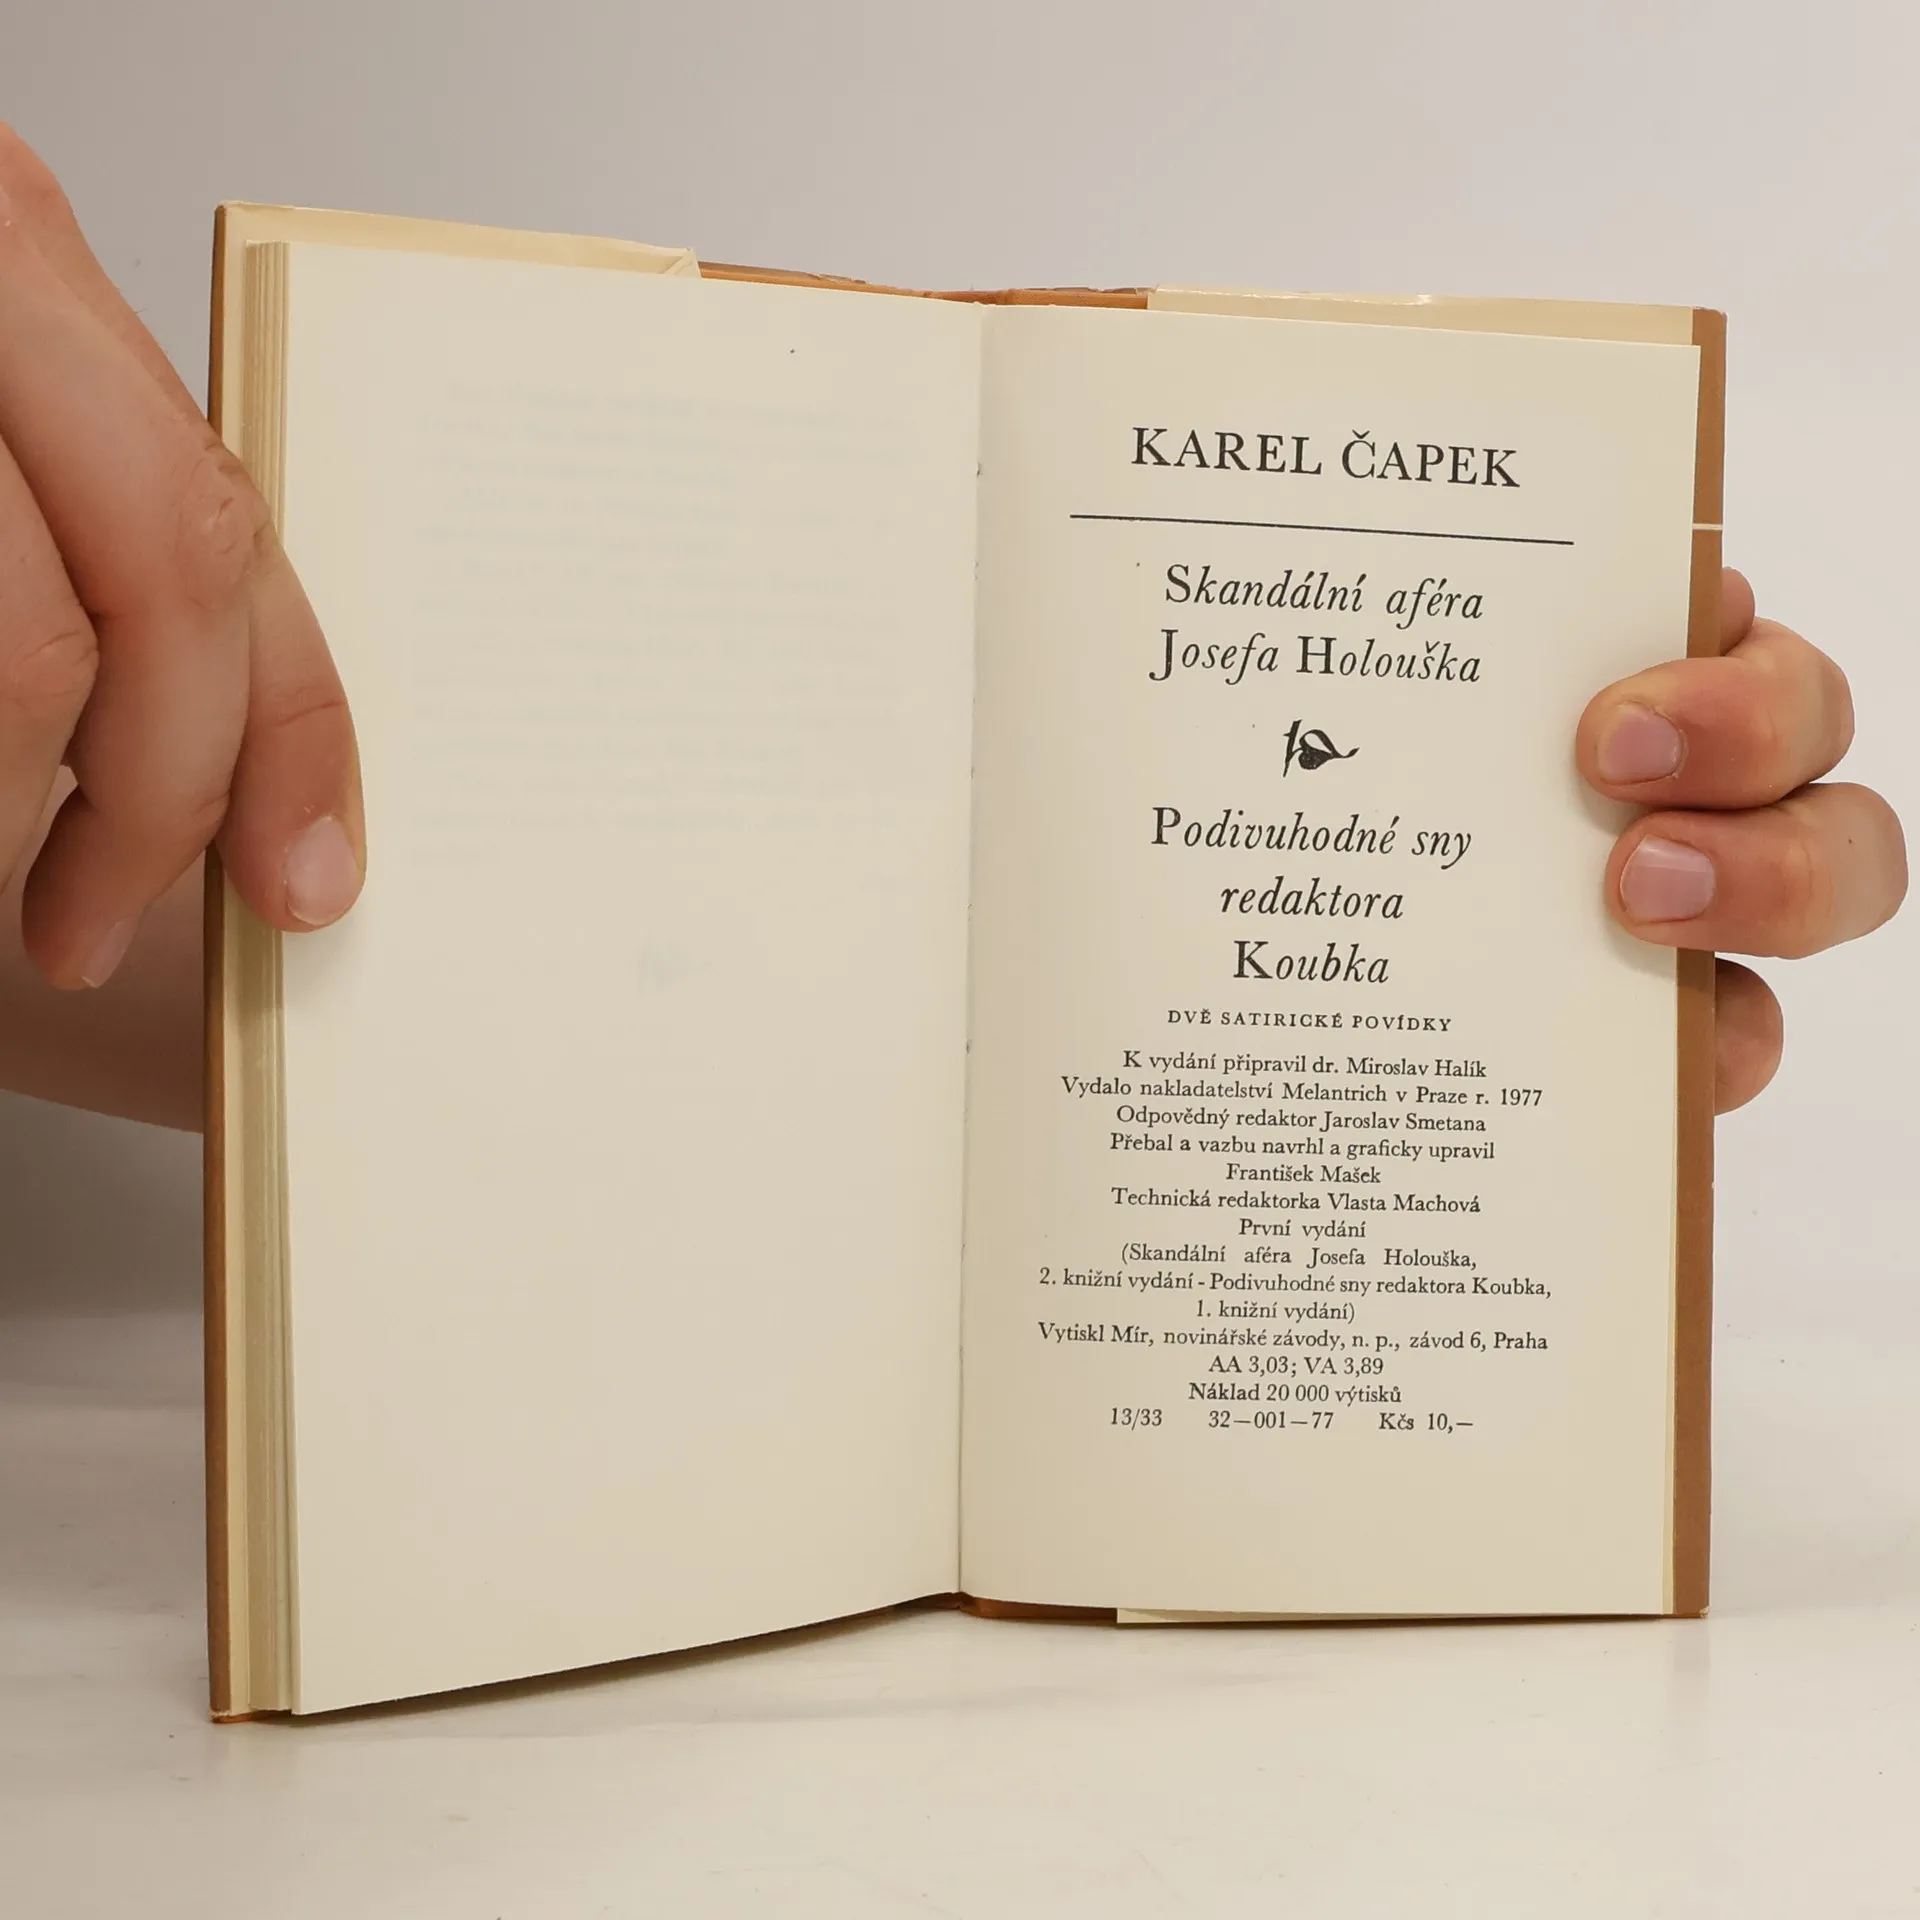 KAREL ČAPEK
Skandální aféra
Josefa Holouška
Podivuhodné sny
redaktora
Koubka
DVĚ SATIRICKÉ POVÍDKY
K vydání připravil dr. Miroslav Halík
Vydalo nakladatelství Melantrich v Praze r. 1977
Odpovědný redaktor Jaroslav Smetana
Přebal a vazbu navrhl a graficky upravil
František Mašek
Technická redaktorka Vlasta Machová
První vydání
(Skandální aféra Josefa Holouška,
2. knižní vydání - Podivuhodné sny redaktora Koubka,
1. knižní vydání)
Vytiskl Mír, novinářské závody, n. p., závod 6, Praha
AA 3,03; VA 3,89
Náklad 20 000 výtisků
13/33 32—001—77 Kčs 10,—